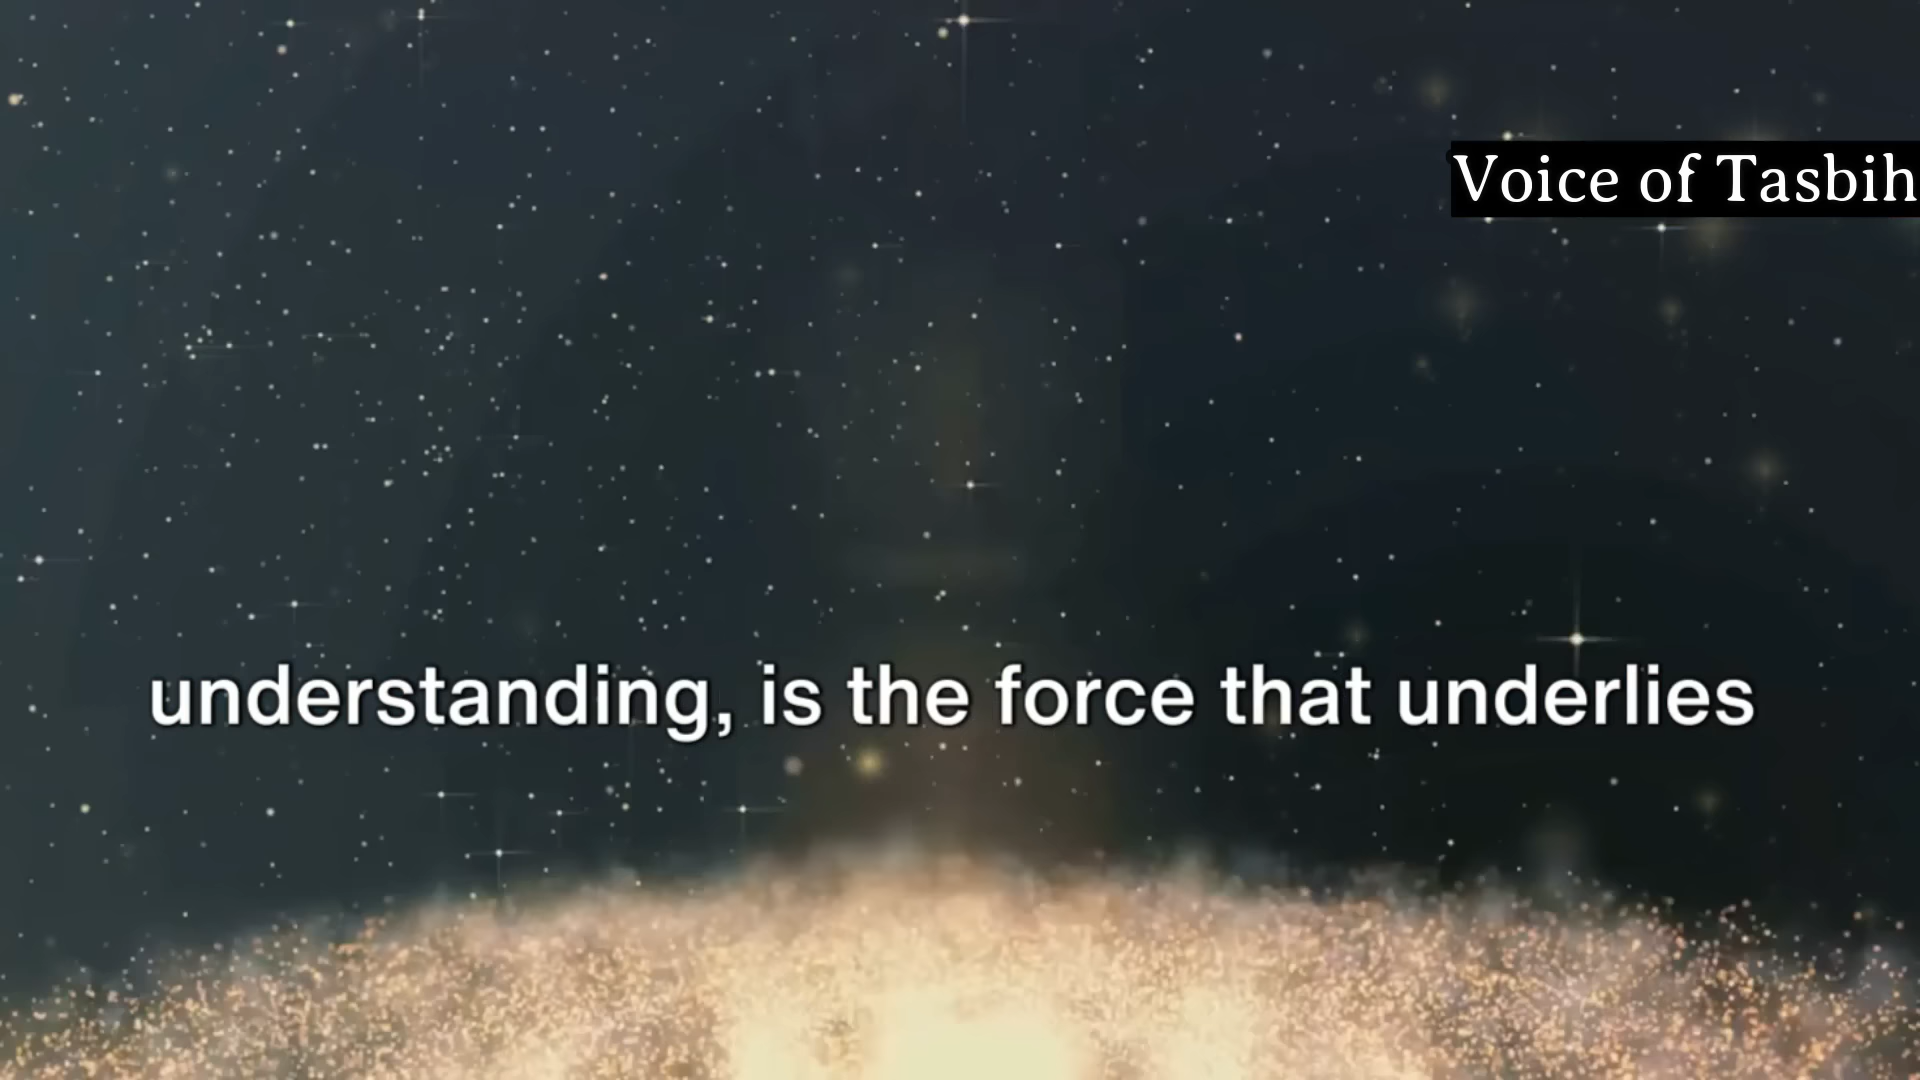 Voice of Tasbih
understanding, is the force that underlies